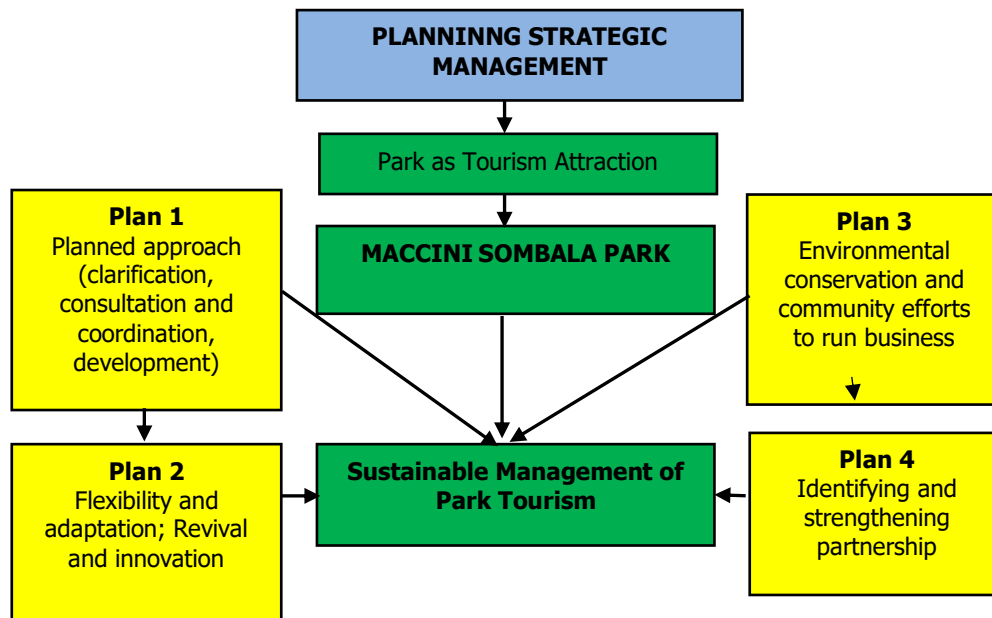 PLANNINNG STRATEGIC
MANAGEMENT
Park as Tourism Attraction
MACCINI SOMBALA PARK
Plan 1
Planned approach
(clarification,
consultation and
coordination,
development)
Plan 3
Environmental
conservation and
community efforts
to run business
Plan 2
Flexibility and
adaptation; Revival
and innovation
Sustainable Management of
Park Tourism
Plan 4
Identifying and
strengthening
partnership